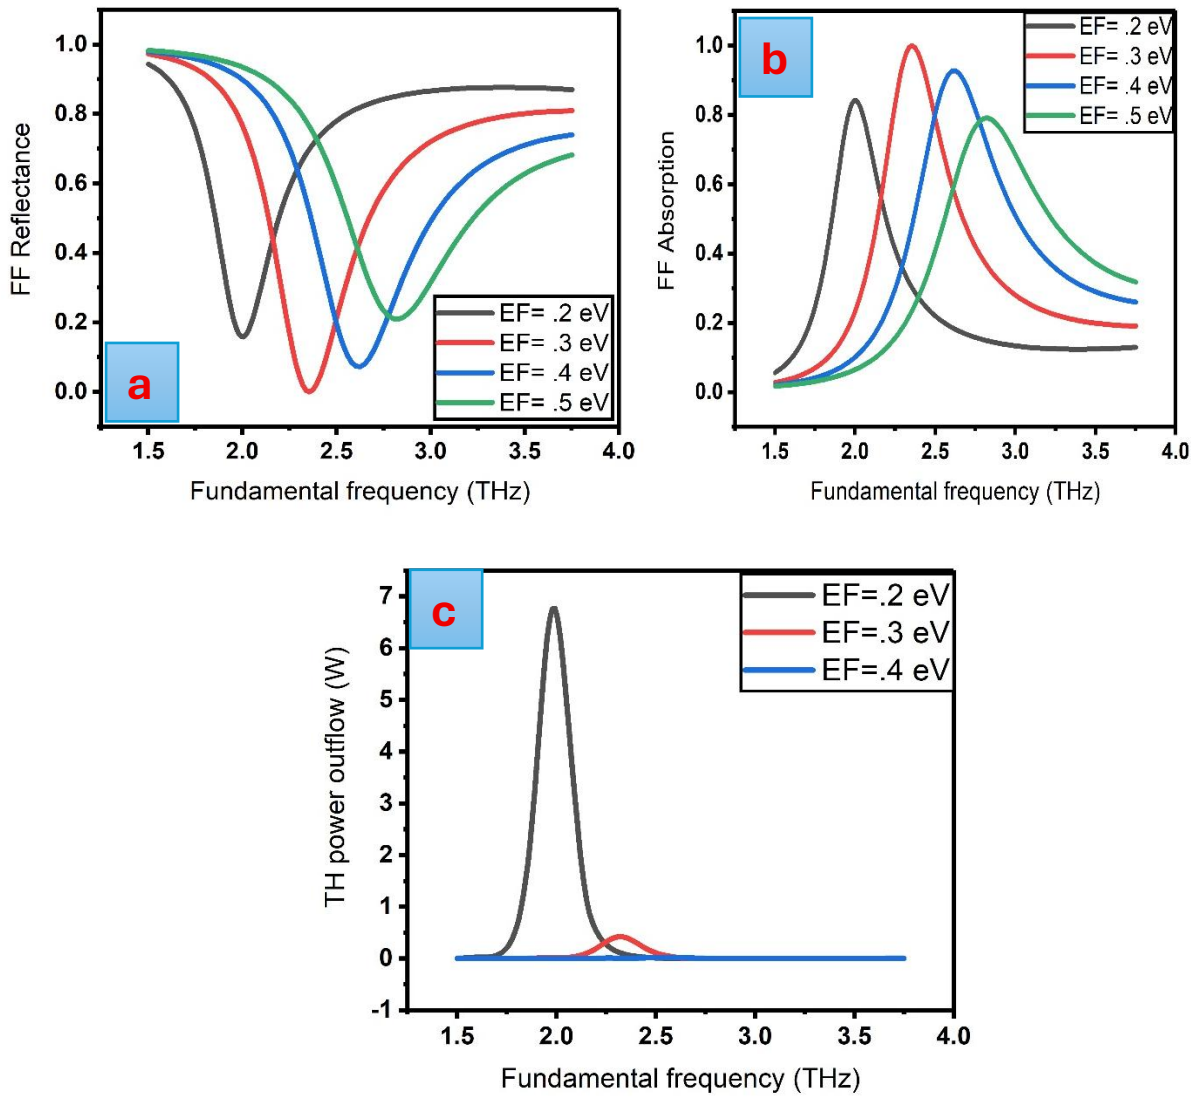 a
FF Reflectance
1.0
0.8
0.6
0.4
0.2
0.0
EF= .2 eV
EF= .3 eV
EF= .4 eV
EF= .5 eV
1.5 2.0 2.5 3.0 3.5 4.0
Fundamental frequency (THz)
b
FF Absorption
1.0
0.8
0.6
0.4
0.2
0.0
EF= .2 eV
EF= .3 eV
EF= .4 eV
EF= .5 eV
1.5 2.0 2.5 3.0 3.5 4.0
Fundamental frequency (THz)
c
TH power outflow (W)
7
6
5
4
3
2
1
0
-1
EF=.2 eV
EF=.3 eV
EF=.4 eV
1.5 2.0 2.5 3.0 3.5 4.0
Fundamental frequency (THz)